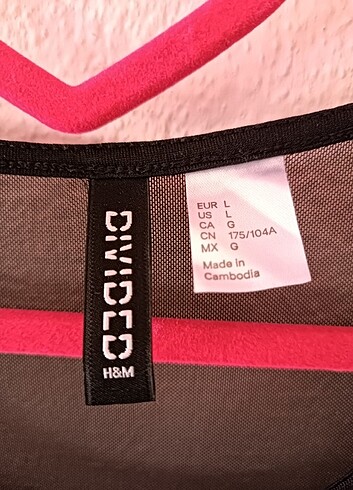 DIVIDED
H&M
EUR L
US L
CA G
CN 175/104A
MX G
Made in
Cambodia